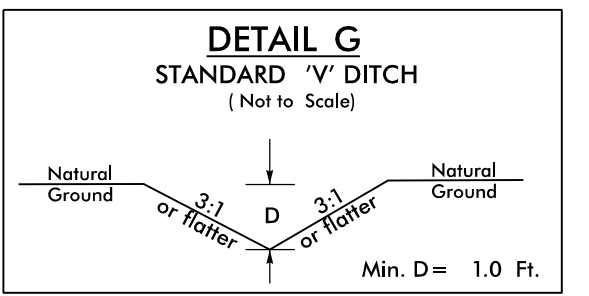 DETAIL G
STANDARD 'V' DITCH
( Not to Scale)
Natural
Ground
3:1
or flatter
D
3:1
or flatter
Natural
Ground
Min. D= 1.0 Ft.